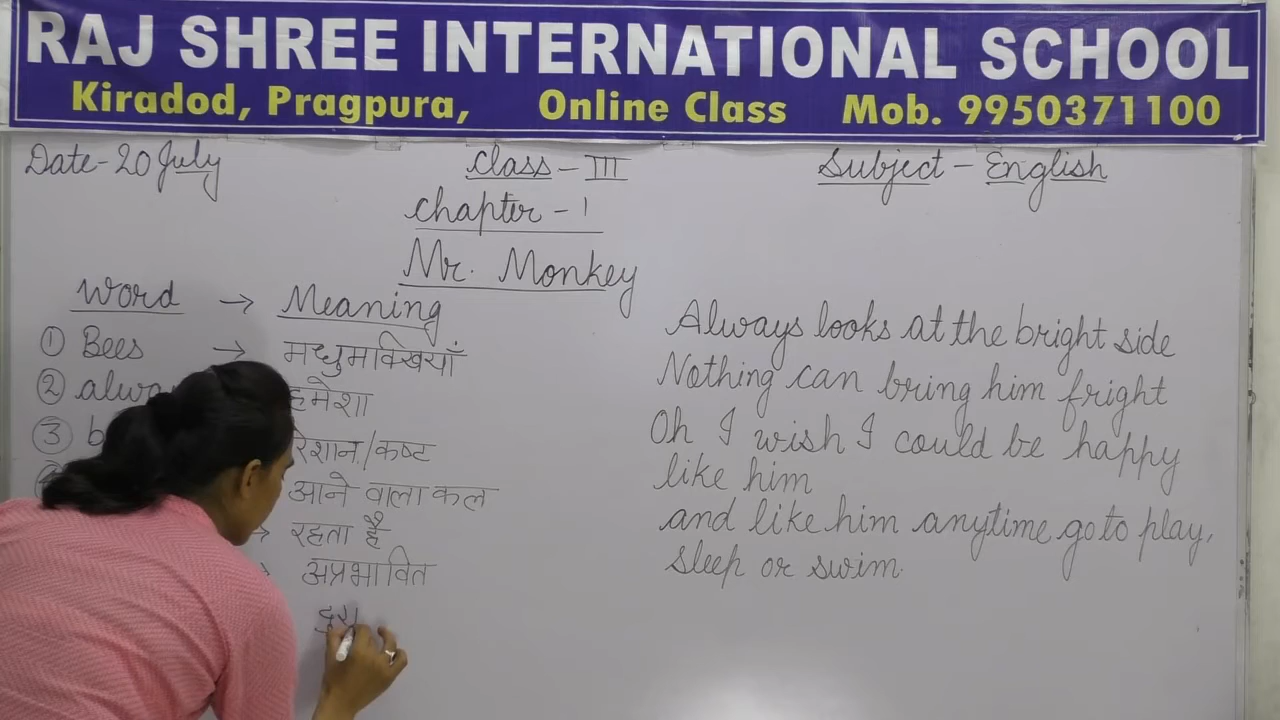 RAJ SHREE INTERNATIONAL SCHOOL
Kiradod, Pragpura, Online Class Mob. 9950371100
Date-20 July Class-III Subject-English
Chapter-1
Mr. Monkey
Word → Meaning
① Bees → मधुमक्खियाँ
② हमेशा
③ /कष्ट
आने वाला कल
→ रहता है
अप्रभावित
Always looks at the bright side
Nothing can bring him fright
Oh I wish I could be happy
like him
and like him anytime go to play,
sleep or swim.